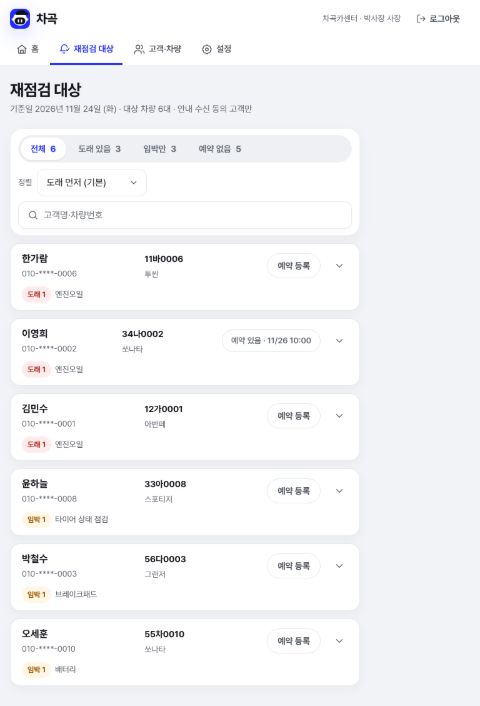 차곡
차곡카센터 · 박사장 사장
로그아웃
홈
재점검 대상
고객·차량
설정
재점검 대상
기준일 2026년 11월 24일 (화) · 대상 차량 6대 · 안내 수신 동의 고객만
전체 6
도래 있음 3
임박만 3
예약 없음 5
정렬
도래 먼저 (기본)
고객명·차량번호
한가람
11바0006
예약 등록
010-****-0006
투싼
도래 1 엔진오일
이영희
34나0002
예약 있음 · 11/26 10:00
010-****-0002
쏘나타
도래 1 엔진오일
김민수
12가0001
예약 등록
010-****-0001
아반떼
도래 1 엔진오일
윤하늘
33아0008
예약 등록
010-****-0008
스포티지
임박 1 타이어 상태 점검
박철수
56다0003
예약 등록
010-****-0003
그랜저
임박 1 브레이크패드
오세훈
55차0010
예약 등록
010-****-0010
쏘나타
임박 1 배터리